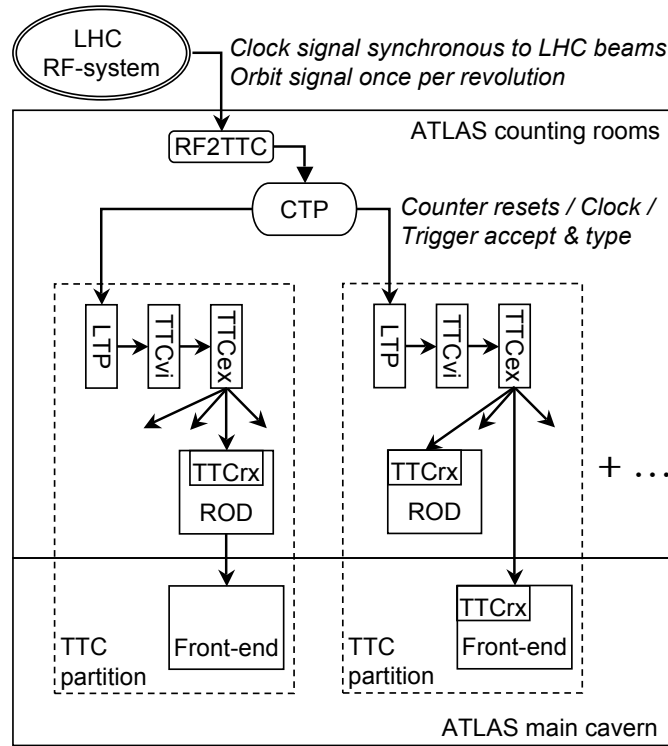 LHC
RF-system
Clock signal synchronous to LHC beams
Orbit signal once per revolution
ATLAS counting rooms
RF2TTC
CTP
Counter resets / Clock /
Trigger accept & type
LTP
TTCvi
TTCex
LTP
TTCvi
TTCex
TTCrx
ROD
TTCrx
ROD
+ ...
TTC
partition
Front-end
TTC
partition
TTCrx
Front-end
ATLAS main cavern